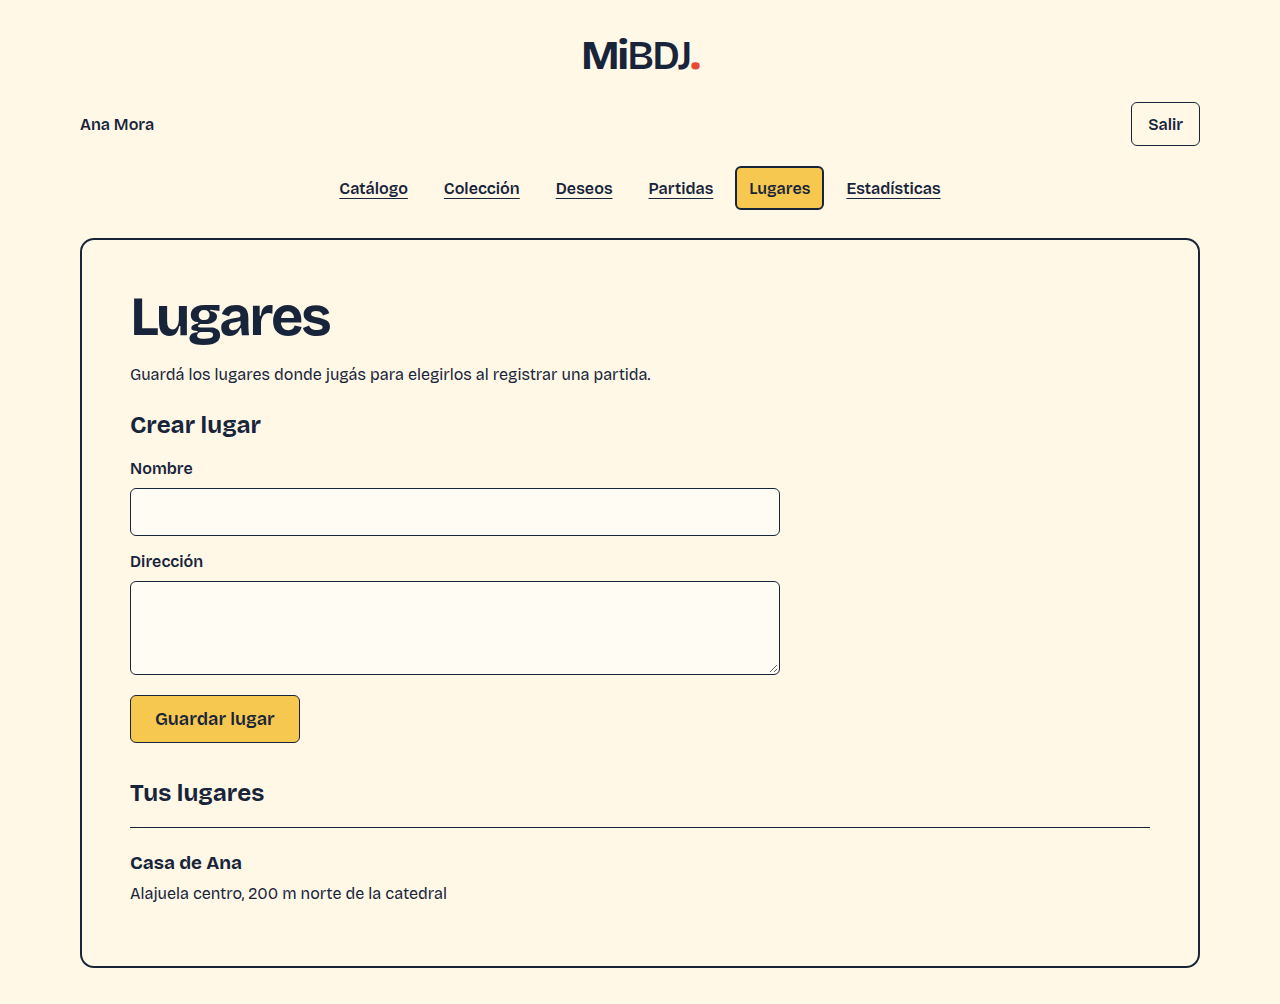 MiBDJ.
Ana Mora
Salir
Catálogo Colección Deseos Partidas Lugares Estadísticas
Lugares
Guardá los lugares donde jugás para elegirlos al registrar una partida.
Crear lugar
Nombre
Dirección
Guardar lugar
Tus lugares
Casa de Ana
Alajuela centro, 200 m norte de la catedral